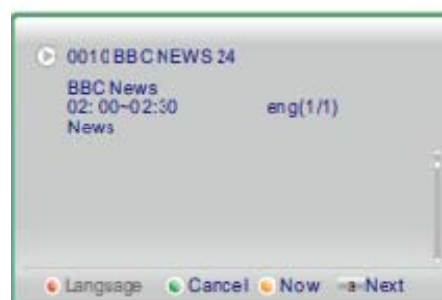 0010 BBC NEWS 24
BBC News
02:00~02:30 eng(1/1)
News
Language Cancel Now -a- Next